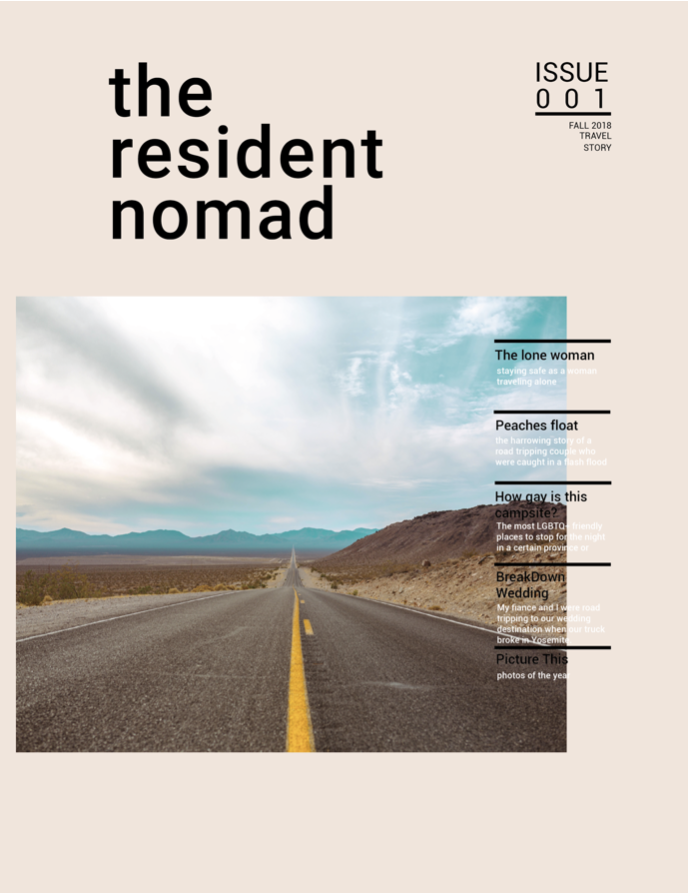 the
resident
nomad
ISSUE
001
FALL 2018
TRAVEL
STORY
The lone woman
staying safe as a woman
traveling alone
Peaches float
the harrowing story of a
road tripping couple who
were caught in a flash flood
How gay is this
campsite?
The most LGBTQ+ friendly
places to stop for the night
in a certain province or
BreakDown
Wedding
My fiance and I were road
tripping to our wedding
destination when our truck
broke in Yosemite
Picture This
photos of the year